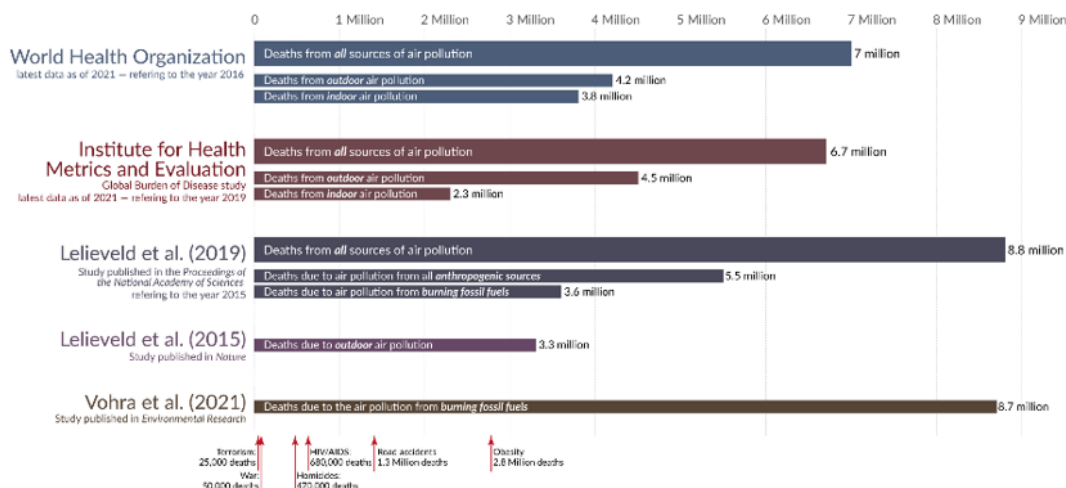 0 1 Million 2 Million 3 Million 4 Million 5 Million 6 Million 7 Million 8 Million 9 Million
World Health Organization
latest data as of 2021 — refering to the year 2016
Deaths from all sources of air pollution 7 million
Deaths from outdoor air pollution 4.2 million
Deaths from indoor air pollution 3.8 million
Institute for Health
Metrics and Evaluation
Global Burden of Disease study
latest data as of 2021 — refering to the year 2019
Deaths from all sources of air pollution 6.7 million
Deaths from outdoor air pollution 4.5 million
Deaths from indoor air pollution 2.3 million
Lelieveld et al. (2019)
Study published in the Proceedings of
the National Academy of Sciences
refering to the year 2015
Deaths from all sources of air pollution 8.8 million
Deaths due to air pollution from all anthropogenic sources 5.5 million
Deaths due to air pollution from burning fossil fuels 3.6 million
Lelieveld et al. (2015)
Study published in Nature
Deaths due to outdoor air pollution 3.3 million
Vohra et al. (2021)
Study published in Environmental Research
Deaths due to the air pollution from burning fossil fuels 8.7 million
Terrorism:
25,000 deaths
HIV/AIDS:
680,000 deaths
Road accidents
1.3 Million deaths
Obesity
2.8 Million deaths
War:
50,000 deaths
Homicides:
470,000 deaths